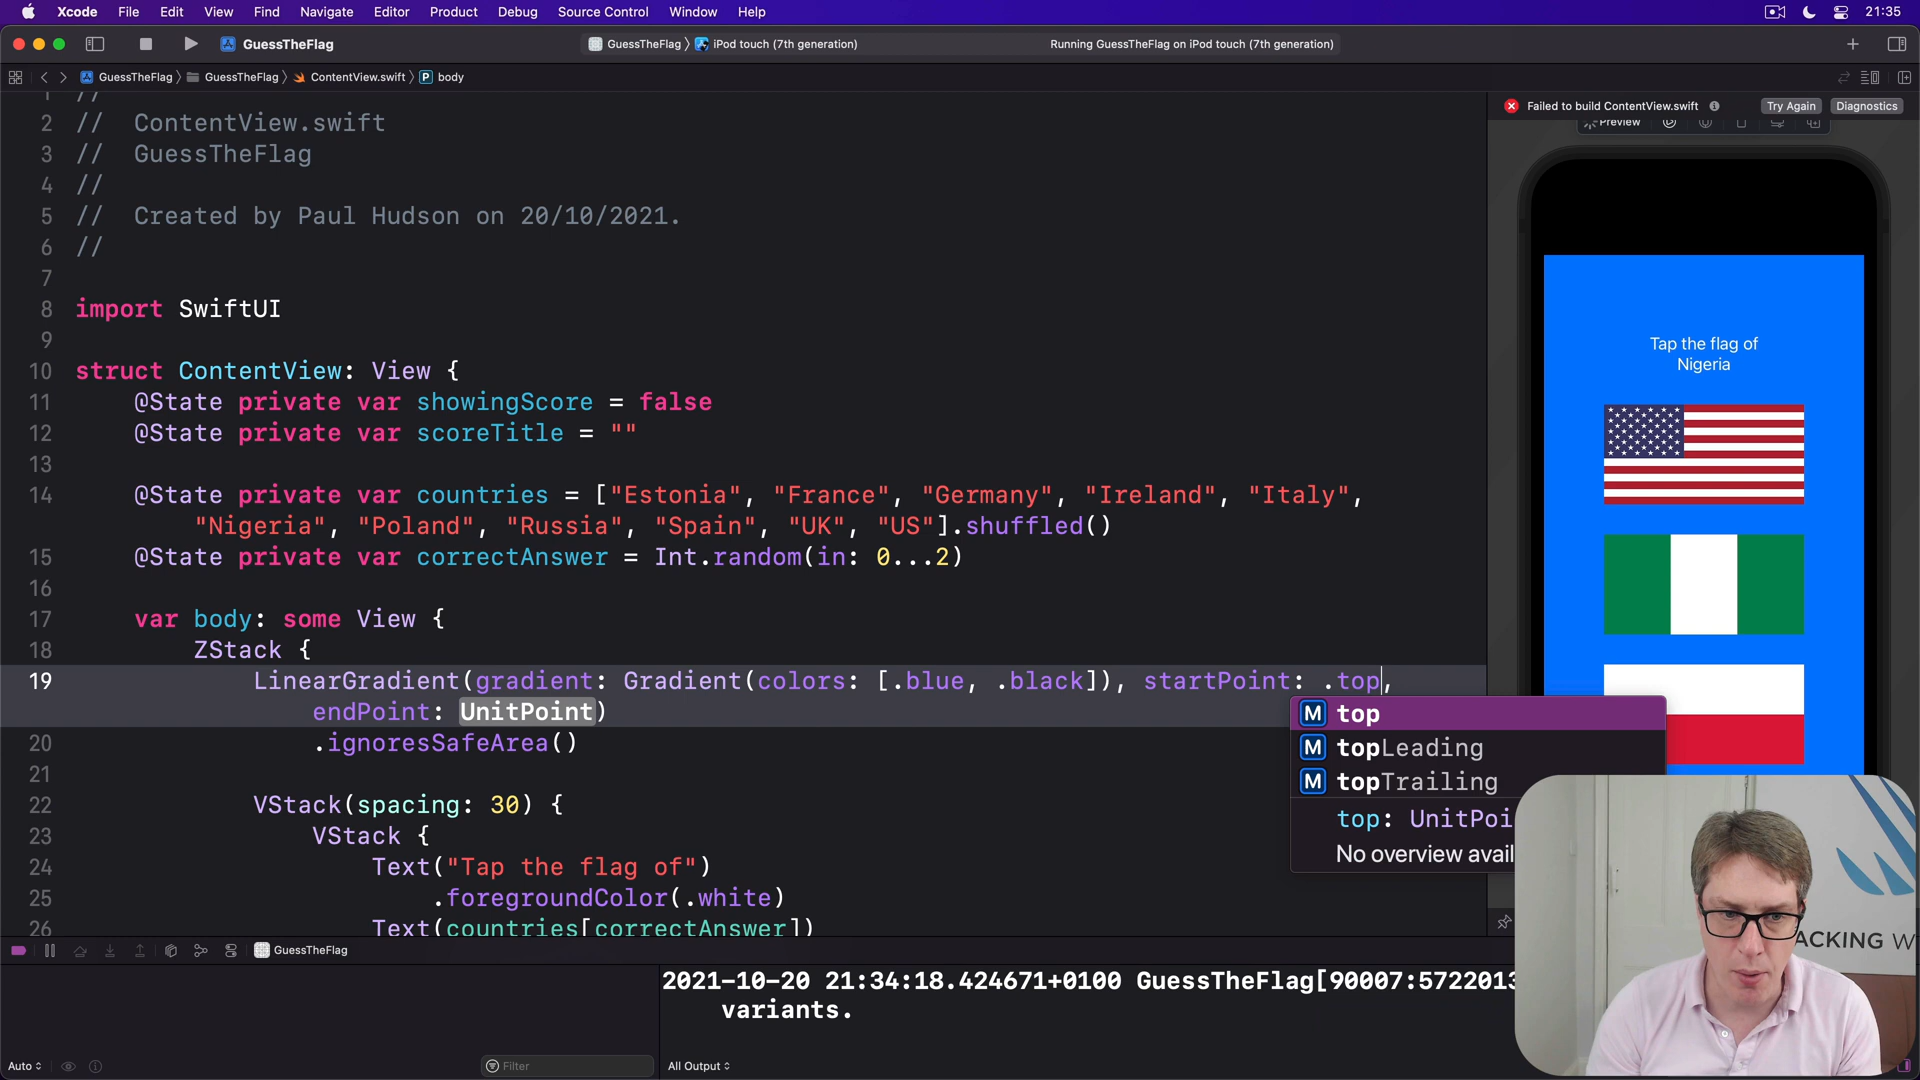 Xcode File Edit View Find Navigate Editor Product Debug Source Control Window Help 21:35
GuessTheFlag GuessTheFlag iPod touch (7th generation) Running GuessTheFlag on iPod touch (7th generation)
GuessTheFlag GuessTheFlag ContentView.swift P body
1 //
2 // ContentView.swift
3 // GuessTheFlag
4 //
5 // Created by Paul Hudson on 20/10/2021.
6 //
7
8 import SwiftUI
9
10 struct ContentView: View {
11 @State private var showingScore = false
12 @State private var scoreTitle = ""
13
14 @State private var countries = ["Estonia", "France", "Germany", "Ireland", "Italy",
"Nigeria", "Poland", "Russia", "Spain", "UK", "US"].shuffled()
15 @State private var correctAnswer = Int.random(in: 0...2)
16
17 var body: some View {
18 ZStack {
19 LinearGradient(gradient: Gradient(colors: [.blue, .black]), startPoint: .top,
endPoint: UnitPoint)
20 .ignoresSafeArea()
21
22 VStack(spacing: 30) {
23 VStack {
24 Text("Tap the flag of")
25 .foregroundColor(.white)
26 Text(countries[correctAnswer])
M top
M topLeading
M topTrailing
top: UnitPoi
No overview avail
Failed to build ContentView.swift Try Again Diagnostics
Preview
Tap the flag of
Nigeria
GuessTheFlag
2021-10-20 21:34:18.424671+0100 GuessTheFlag[90007:5722013
variants.
Auto Filter All Output
ACKING W